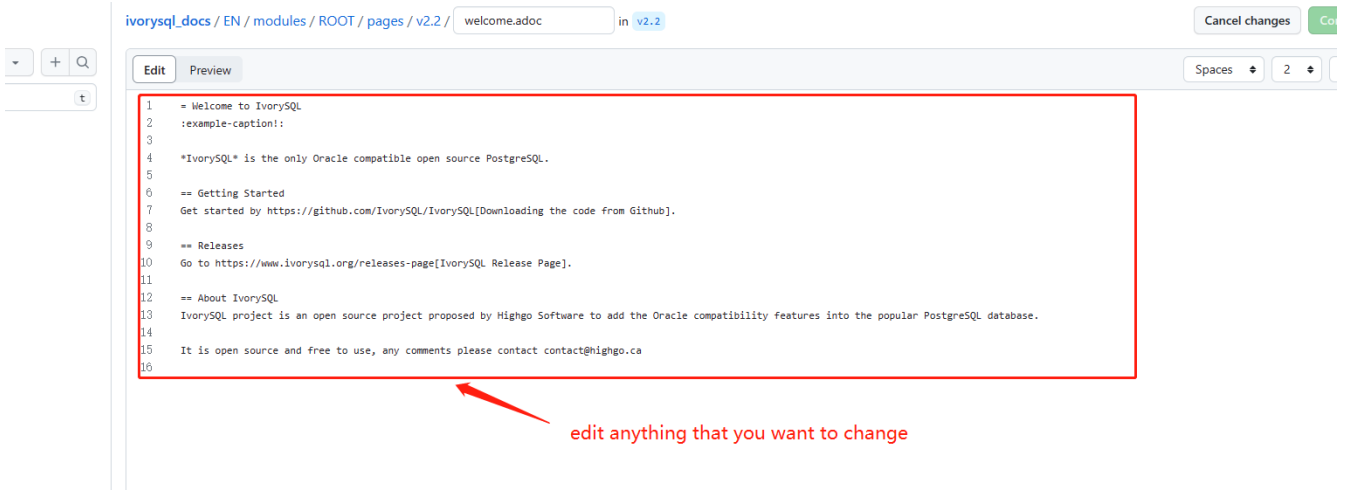 ivorysql_docs / EN / modules / ROOT / pages / v2.2 / welcome.adoc in v2.2
Cancel changes
+
t
Edit Preview
Spaces 2
1 = Welcome to IvorySQL
2 :example-caption!:
3
4 *IvorySQL* is the only Oracle compatible open source PostgreSQL.
5
6 == Getting Started
7 Get started by https://github.com/IvorySQL/IvorySQL[Downloading the code from Github].
8
9 == Releases
10 Go to https://www.ivorysql.org/releases-page[IvorySQL Release Page].
11
12 == About IvorySQL
13 IvorySQL project is an open source project proposed by Highgo Software to add the Oracle compatibility features into the popular PostgreSQL database.
14
15 It is open source and free to use, any comments please contact contact@highgo.ca
16
edit anything that you want to change